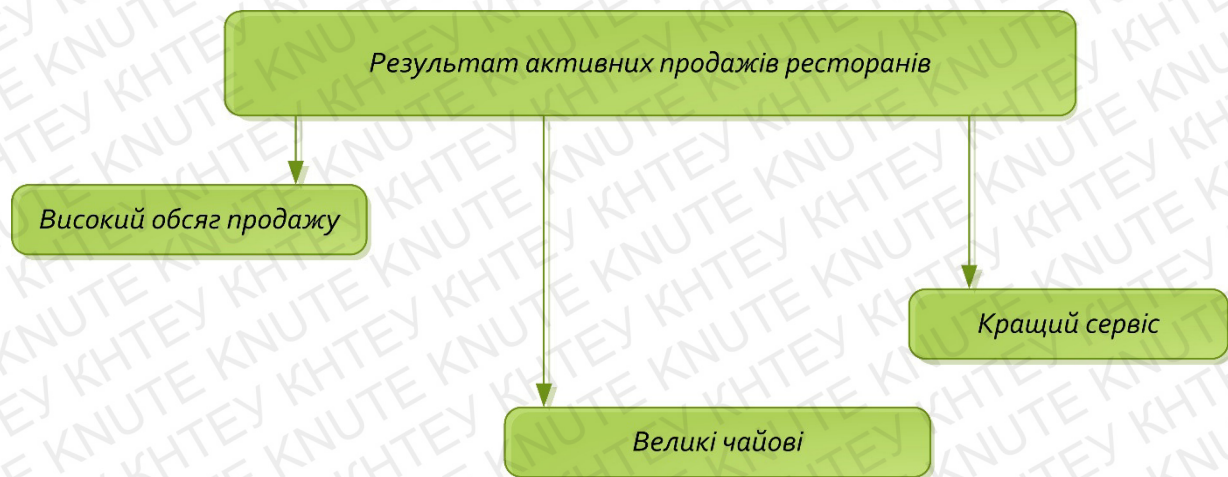 Результат активних продажів ресторанів
Високий обсяг продажу
Кращий сервіс
Великі чайові